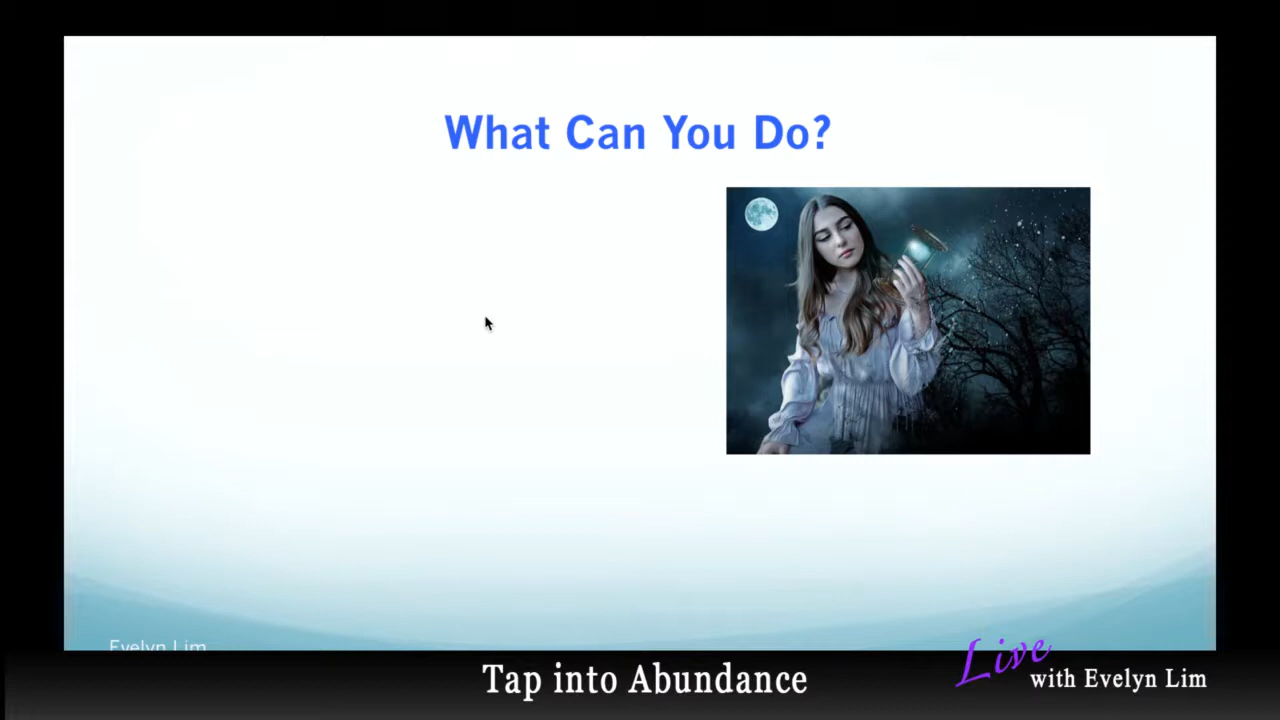 What Can You Do?
Evelyn Lim
Tap into Abundance
Live
with Evelyn Lim